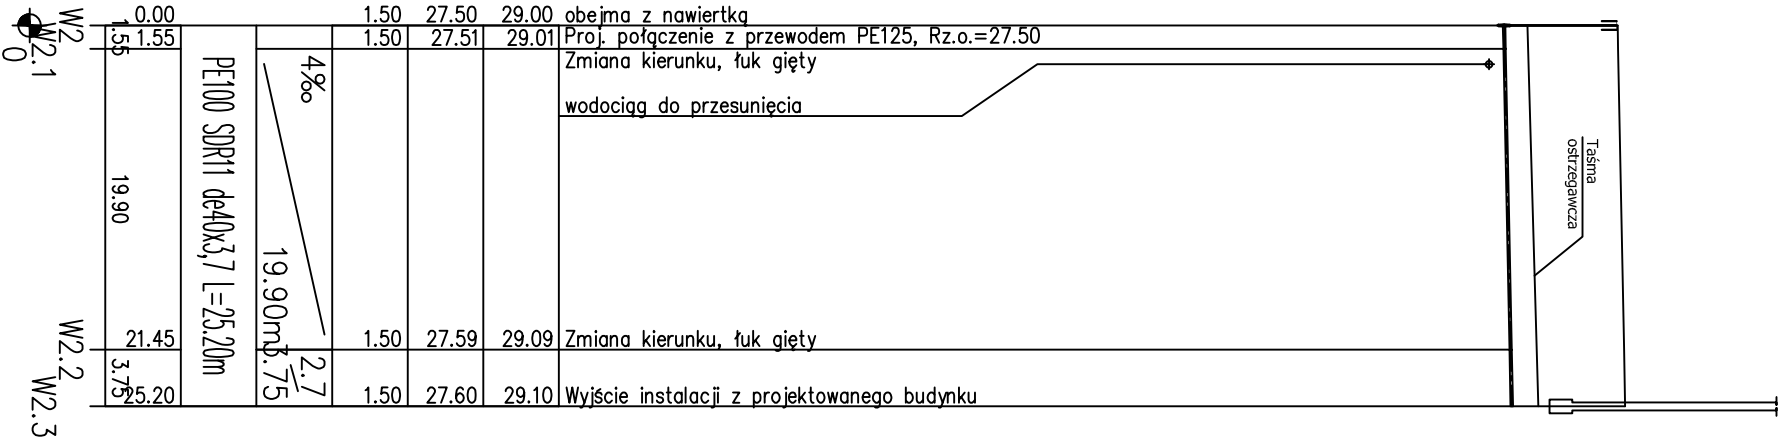 W2
W2.1
0
W2.2
W2.3
1.55
19.90
3.75
0.00 1.50 27.50 29.00 obejma z nawiertką
1.55 1.50 27.51 29.01 Proj. połączenie z przewodem PE125, Rz.o.=27.50
Zmiana kierunku, łuk gięty
wodociąg do przesunięcia
21.45 1.50 27.59 29.09 Zmiana kierunku, łuk gięty
25.20 1.50 27.60 29.10 Wyjście instalacji z projektowanego budynku
PE100 SDR11 de40x3,7 L=25.20m
4‰
19.90m
2.7
3.75
Taśma
ostrzegawcza